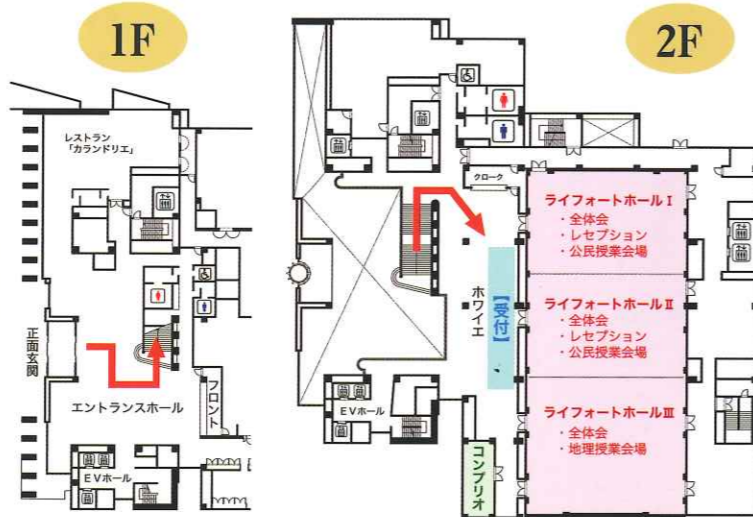 1F
レストラン
「カランドリエ」
正面玄関
エントランスホール
フロント
EVホール
2F
クローク
ホワイエ
【受付】
EVホール
コンプリオ
ライフォートホールⅠ
・全体会
・レセプション
・公民授業会場
ライフォートホールⅡ
・全体会
・レセプション
・公民授業会場
ライフォートホールⅢ
・全体会
・地理授業会場